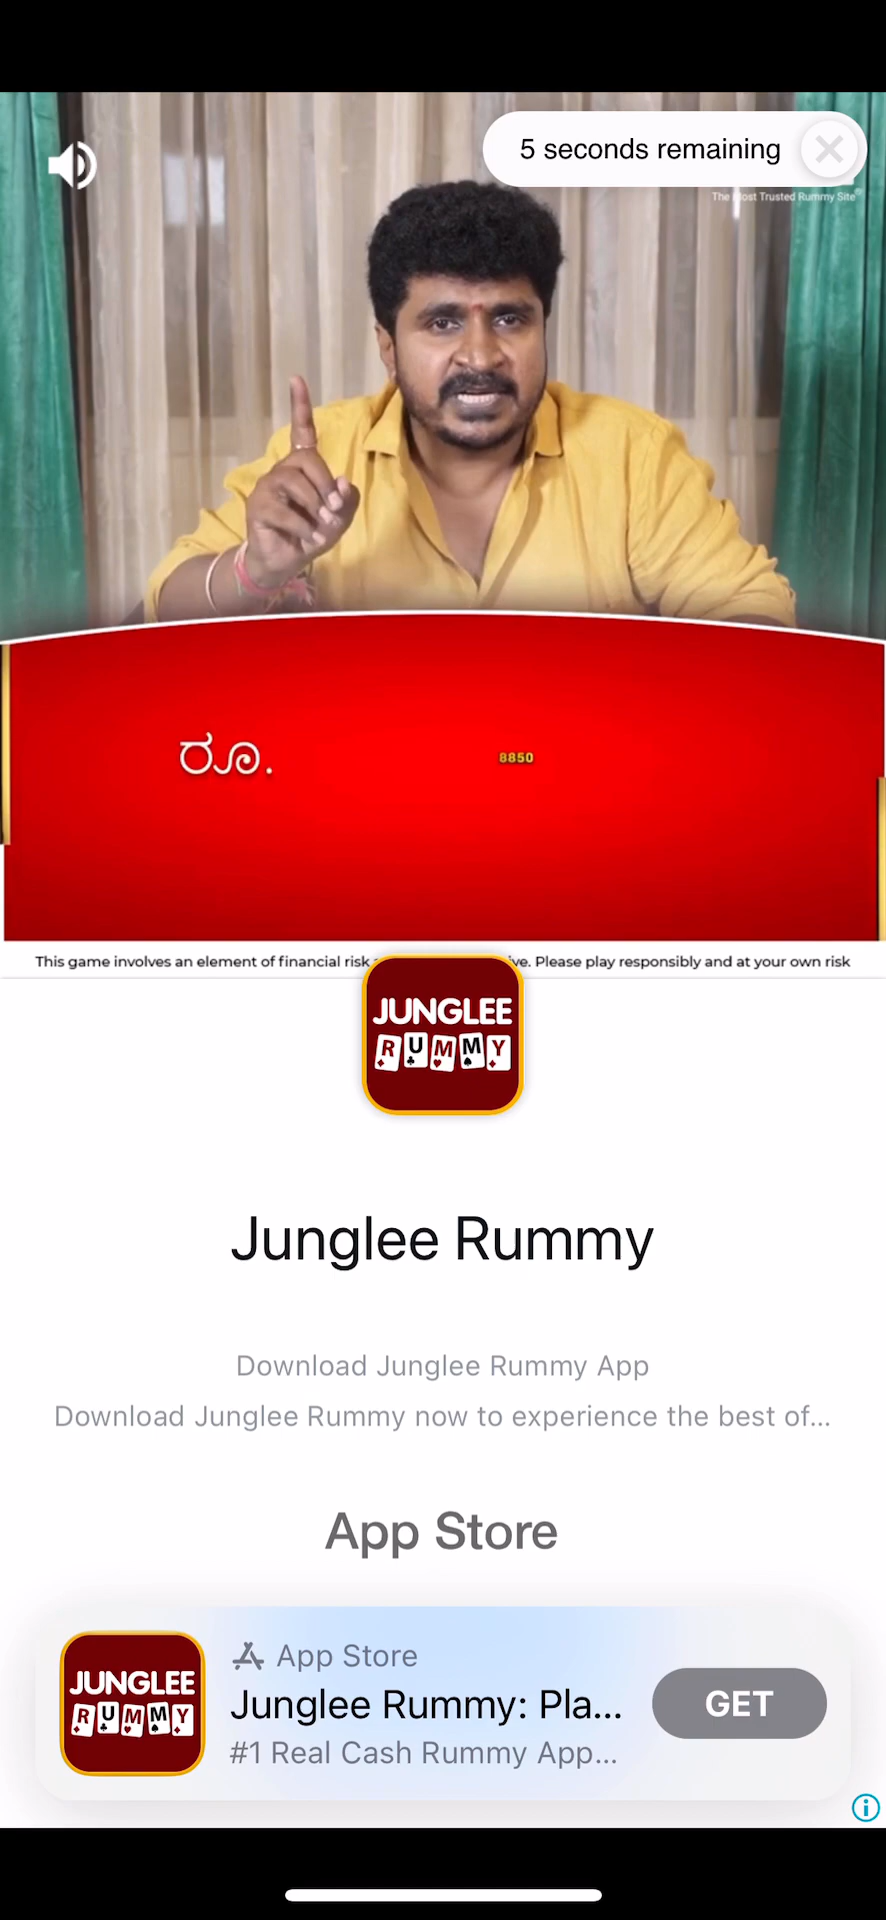 5 seconds remaining
The Most Trusted Rummy Site
ರೂ. 8850
This game involves an element of financial risk Please play responsibly and at your own risk
JUNGLEE
RUMMY
Junglee Rummy
Download Junglee Rummy App
Download Junglee Rummy now to experience the best of...
App Store
JUNGLEE
RUMMY
App Store
Junglee Rummy: Pla...
#1 Real Cash Rummy App...
GET